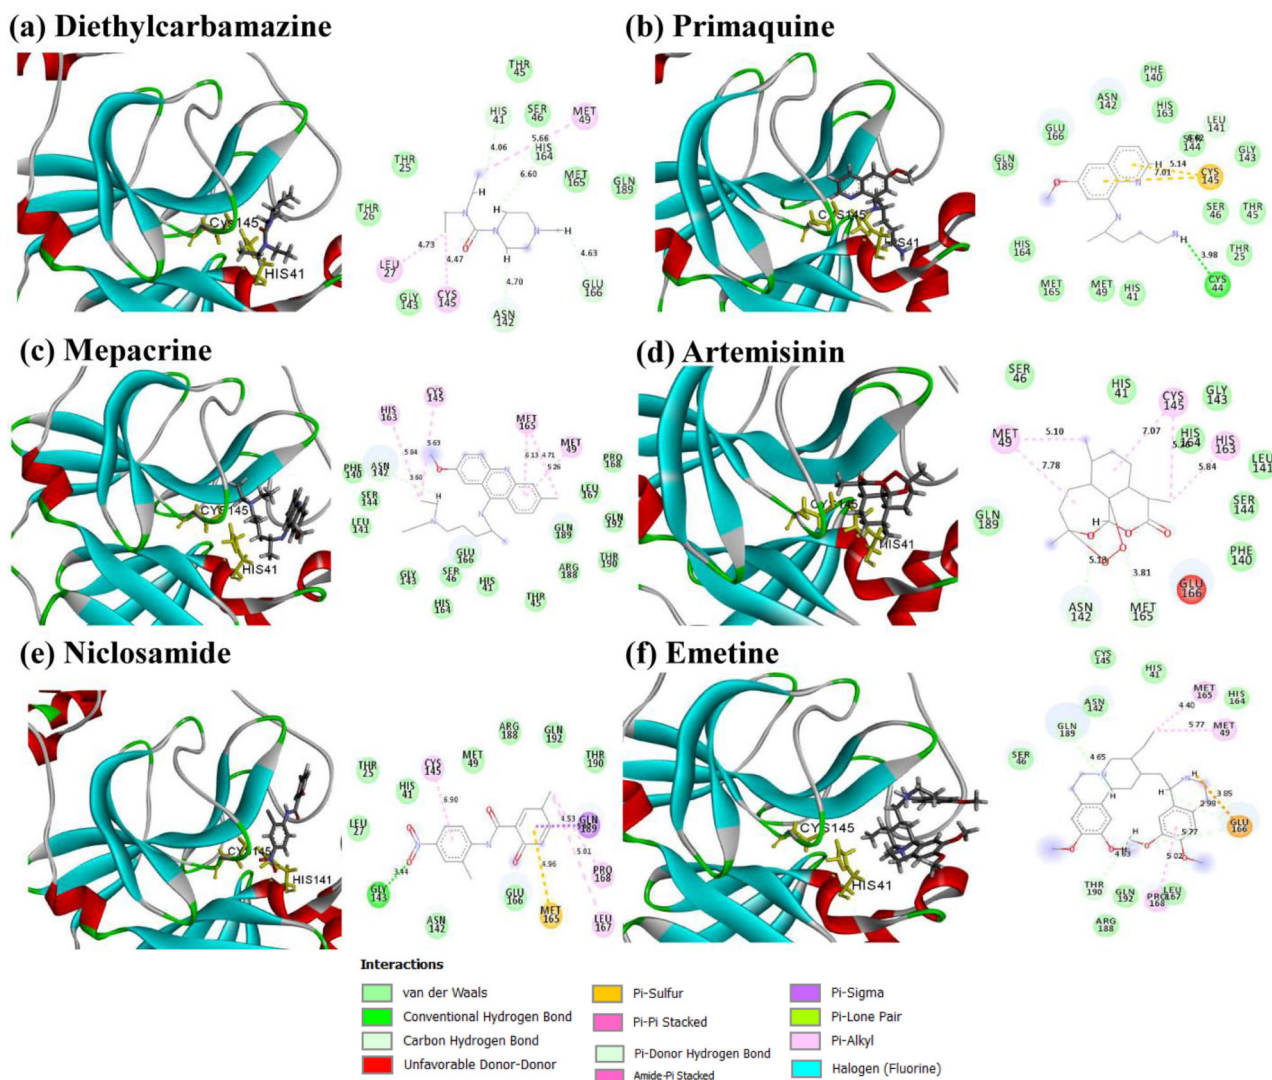 (a) Diethylcarbamazine
(b) Primaquine
CYS145
HIS41
THR 45
HIS 41
SER 46
MET 49
5.66
4.06
HIS 164
THR 25
6.60
MET 165
GLN 189
H
THR 26
H
H
N
N
N
O
4.73
4.47
4.63
LEU 27
4.70
GLY 143
CYS 145
GLU 166
ASN 142
CYS145
HIS41
PHE 140
ASN 142
HIS 163
LEU 141
GLU 166
SER 144
GLY 143
GLN 189
H
5.14
7.01
CYS 145
O
N
SER 46
THR 45
N
HIS 164
H
THR 25
3.98
MET 165
MET 49
HIS 41
CYS 44
(c) Mepacrine
(d) Artemisinin
CYS145
HIS41
CYS 145
HIS 163
MET 165
MET 49
5.84
5.63
6.13
4.71
5.26
PRO 168
PHE 140
ASN 142
O
N
3.60
H
SER 144
LEU 167
LEU 141
N
N
GLN 189
GLN 192
GLU 166
GLY 143
SER 46
HIS 41
ARG 188
THR 190
HIS 164
THR 45
CYS145
HIS41
SER 46
HIS 41
CYS 145
GLY 143
MET 49
5.10
7.07
HIS 164
HIS 163
7.78
5.84
LEU 141
SER 144
GLN 189
H
O
O
O
O
O
3.81
PHE 140
GLU 166
ASN 142
MET 165
(e) Niclosamide
(f) Emetine
CYS145
HIS141
ARG 188
GLN 192
THR 25
CYS 145
MET 49
THR 190
HIS 41
6.90
4.53
GLN 189
LEU 27
5.01
3.44
4.96
PRO 168
GLY 143
GLU 166
ASN 142
MET 165
LEU 167
CYS145
HIS41
CYS 145
HIS 41
MET 165
HIS 164
ASN 142
4.40
GLN 189
5.77
MET 49
SER 46
4.65
H
H
H
3.85
2.98
GLU 166
5.27
5.02
4.63
THR 190
GLN 192
PRO 168
LEU 167
ARG 188
Interactions
van der Waals
Pi-Sulfur
Pi-Sigma
Conventional Hydrogen Bond
Pi-Pi Stacked
Pi-Lone Pair
Carbon Hydrogen Bond
Pi-Donor Hydrogen Bond
Pi-Alkyl
Unfavorable Donor-Donor
Amide-Pi Stacked
Halogen (Fluorine)